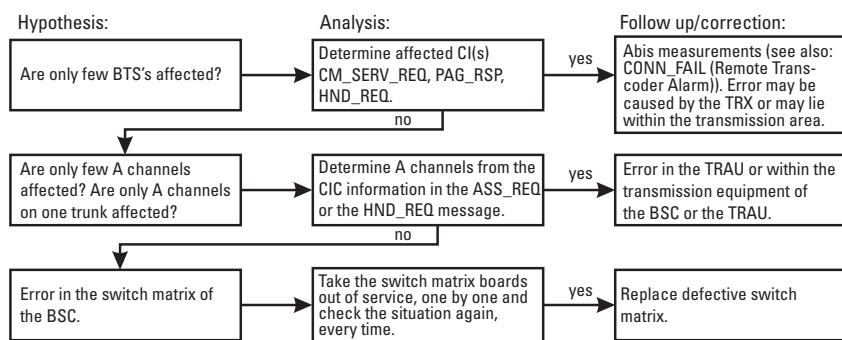 Hypothesis:
Analysis:
Follow up/correction:
Are only few BTS's affected?
Determine affected CI(s)
CM_SERV_REQ, PAG_RSP,
HND_REQ.
yes
Abis measurements (see also:
CONN_FAIL (Remote Trans-
coder Alarm)). Error may be
caused by the TRX or may lie
within the transmission area.
no
Are only few A channels
affected? Are only A channels
on one trunk affected?
Determine A channels from the
CIC information in the ASS_REQ
or the HND_REQ message.
yes
Error in the TRAU or within the
transmission equipment of
the BSC or the TRAU.
no
Error in the switch matrix of
the BSC.
Take the switch matrix boards
out of service, one by one and
check the situation again,
every time.
yes
Replace defective switch
matrix.